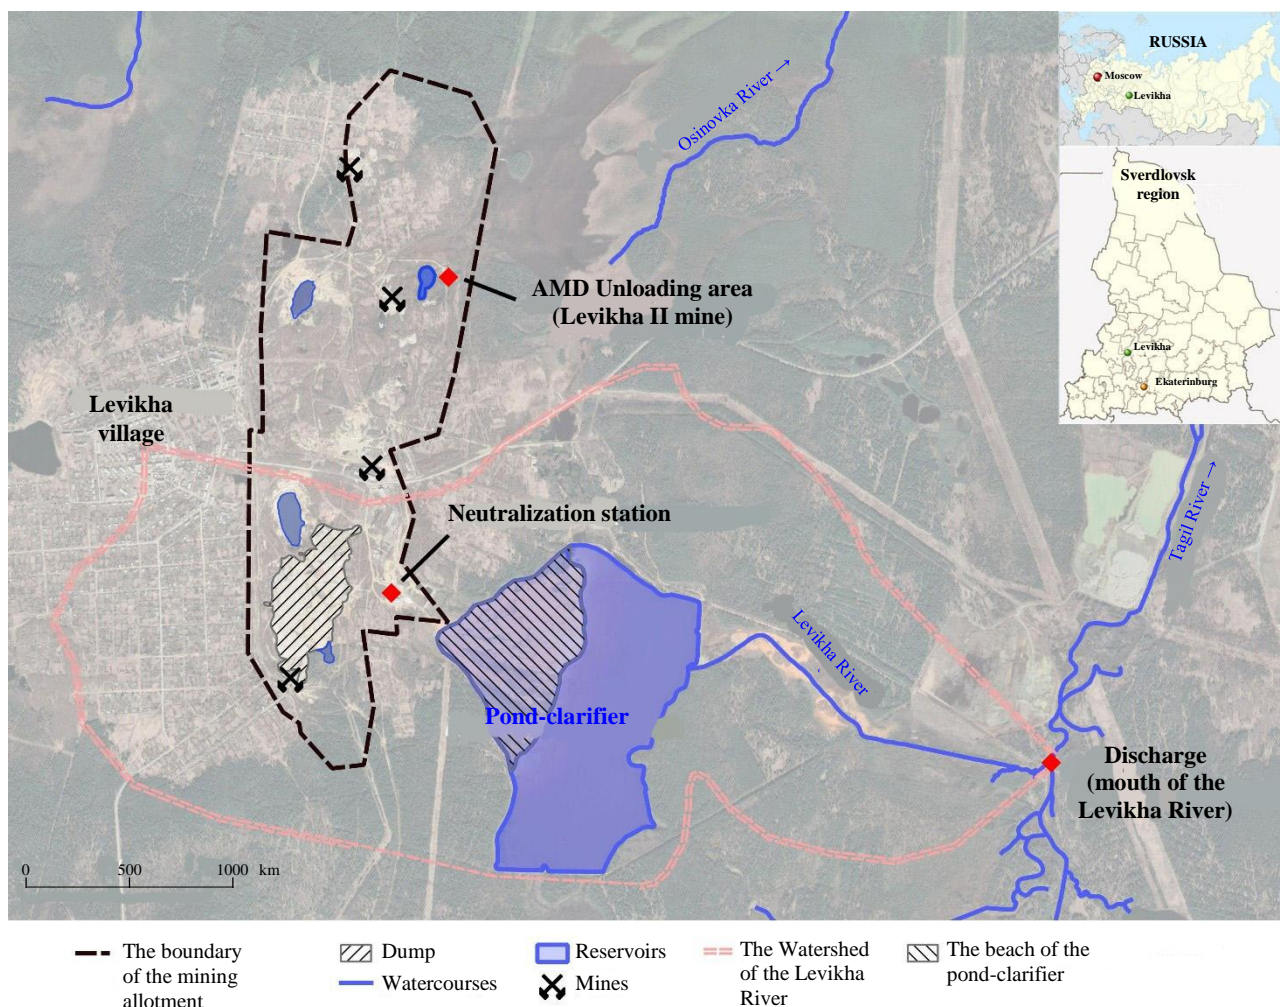 RUSSIA
Moscow
Levikha
Sverdlovsk
region
Levikha
Ekaterinburg
Osinovka River →
AMD Unloading area
(Levikha II mine)
Levikha
village
Neutralization station
Tagil River →
Levikha River
Pond-clarifier
Discharge
(mouth of the
Levikha River)
0 500 1000 km
The boundary
of the mining
allotment
Dump
Watercourses
Reservoirs
Mines
The Watershed
of the Levikha
River
The beach of the
pond-clarifier